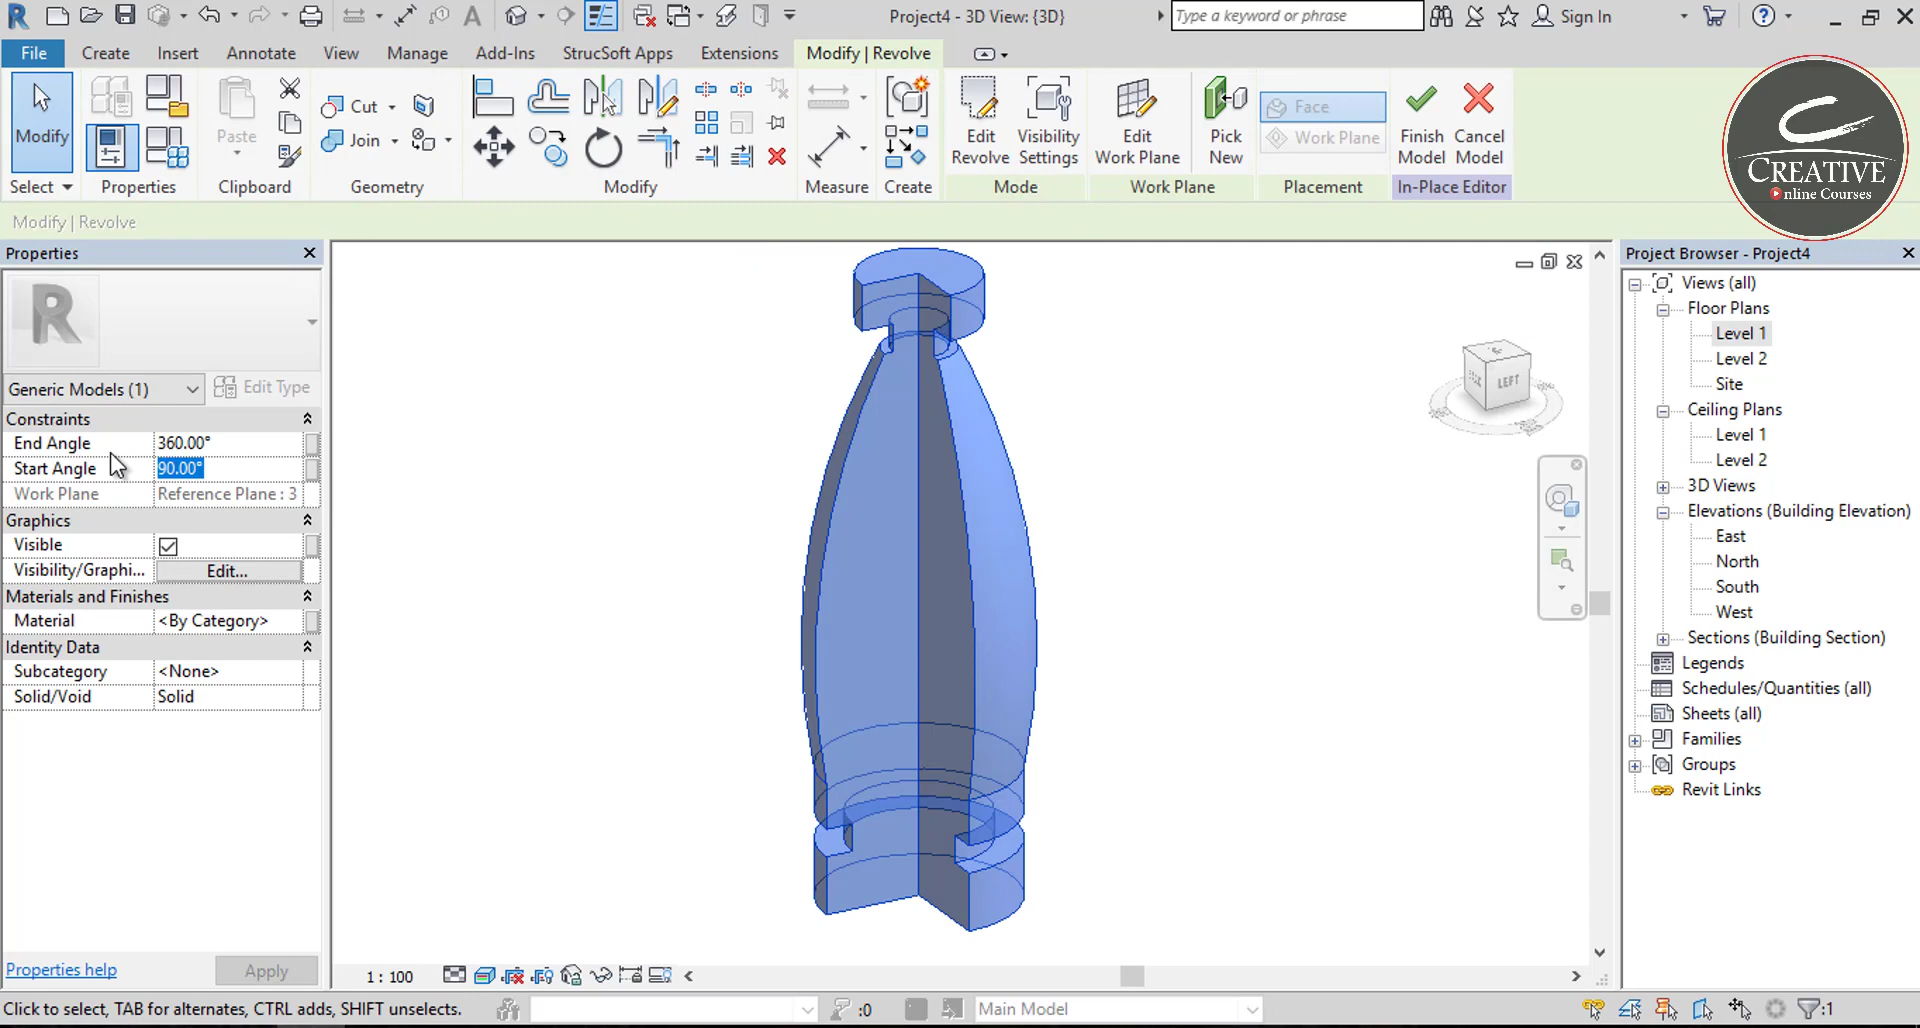 Project4 - 3D View: {3D}
Type a keyword or phrase
Sign In
File
Create
Insert
Annotate
View
Manage
Add-Ins
StrucSoft Apps
Extensions
Modify | Revolve
Modify
Paste
Cut
Join
Edit Revolve
Visibility Settings
Edit Work Plane
Pick New
Face
Work Plane
Finish Model
Cancel Model
Select
Properties
Clipboard
Geometry
Modify
Measure
Create
Mode
Work Plane
Placement
In-Place Editor
CREATIVE
Online Courses
Modify | Revolve
Properties
R
Generic Models (1)
Edit Type
Constraints
End Angle 360.00°
Start Angle 90.00°
Work Plane Reference Plane : 3
Graphics
Visible
Visibility/Graphi... Edit...
Materials and Finishes
Material <By Category>
Identity Data
Subcategory <None>
Solid/Void Solid
Properties help
Apply
LEFT
1 : 100
Project Browser - Project4
Views (all)
Floor Plans
Level 1
Level 2
Site
Ceiling Plans
Level 1
Level 2
3D Views
Elevations (Building Elevation)
East
North
South
West
Sections (Building Section)
Legends
Schedules/Quantities (all)
Sheets (all)
Families
Groups
Revit Links
Click to select, TAB for alternates, CTRL adds, SHIFT unselects.
:0
Main Model
:1